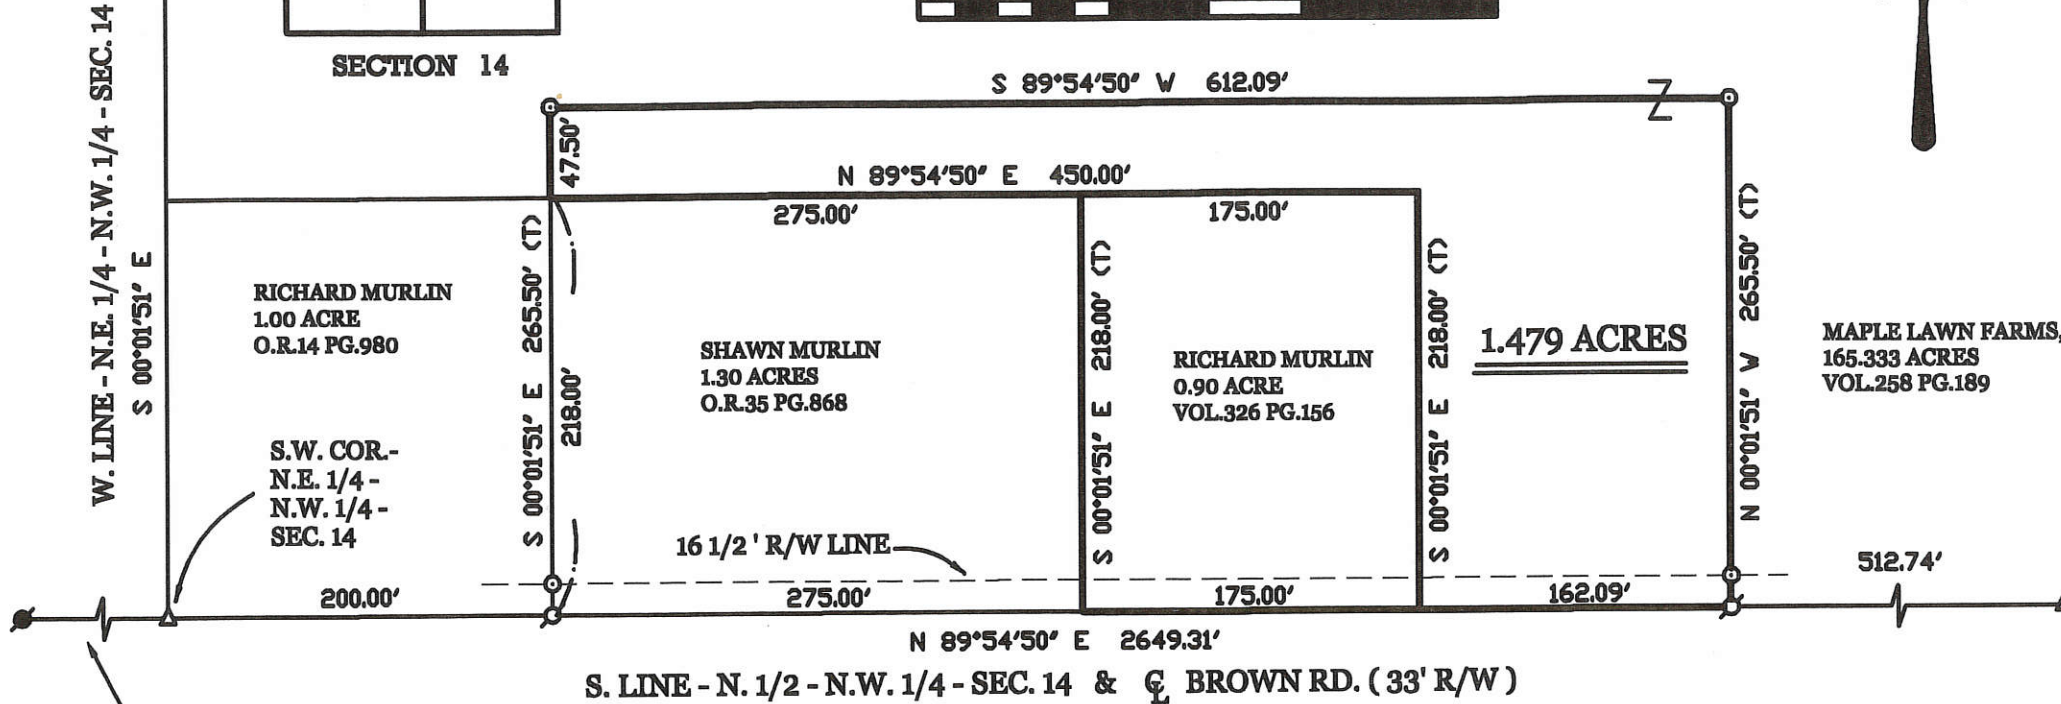 W. LINE - N.E. 1/4 - N.W. 1/4 - SEC. 14
S 00°01'51" E
SECTION 14
S 89°54'50" W 612.09'
Z
47.50'
N 89°54'50" E 450.00'
275.00'
175.00'
RICHARD MURLIN
1.00 ACRE
O.R.14 PG.980
S 00°01'51" E 265.50' (T)
218.00'
SHAWN MURLIN
1.30 ACRES
O.R.35 PG.868
S 00°01'51" E 218.00' (T)
RICHARD MURLIN
0.90 ACRE
VOL.326 PG.156
S 00°01'51" E 218.00' (T)
1.479 ACRES
N 00°01'51" W 265.50' (T)
MAPLE LAWN FARMS,
165.333 ACRES
VOL.258 PG.189
S.W. COR.-
N.E. 1/4 -
N.W. 1/4 -
SEC. 14
16 1/2 ' R/W LINE
200.00'
275.00'
175.00'
162.09'
512.74'
N 89°54'50" E 2649.31'
S. LINE - N. 1/2 - N.W. 1/4 - SEC. 14 & ℄ BROWN RD. ( 33' R/W )